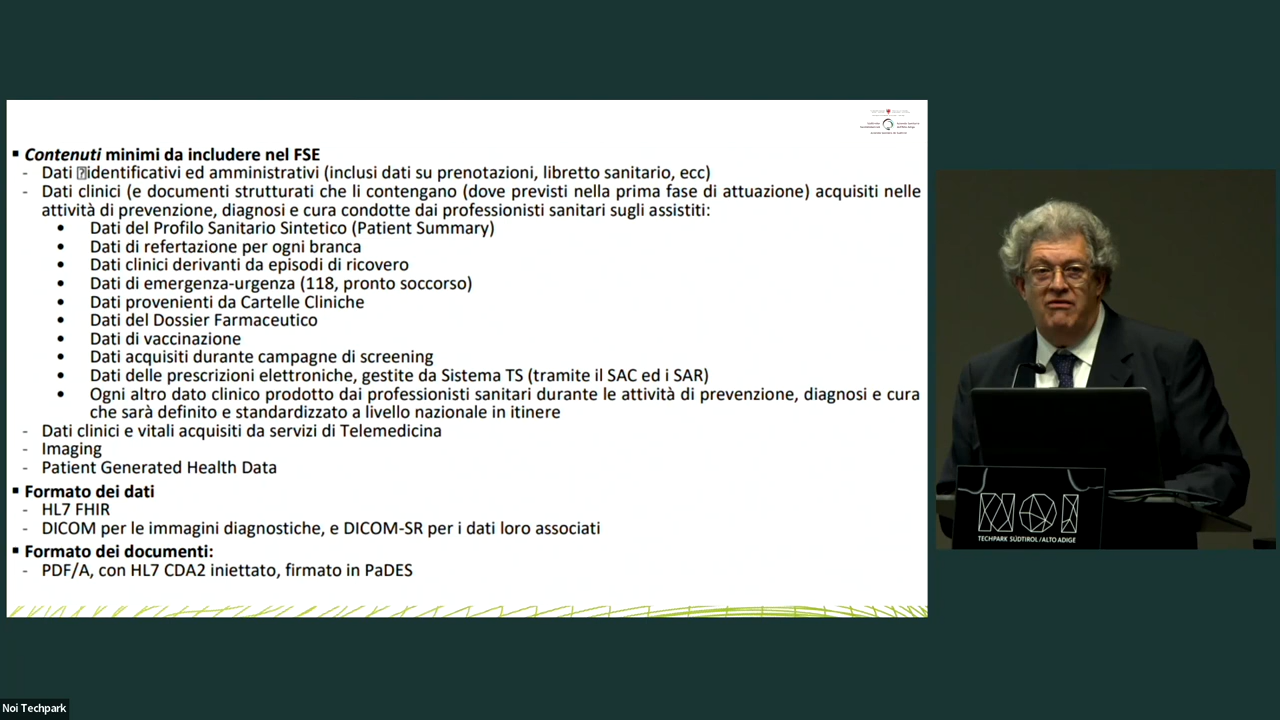 ▪ Contenuti minimi da includere nel FSE
- Dati identificativi ed amministrativi (inclusi dati su prenotazioni, libretto sanitario, ecc)
- Dati clinici (e documenti strutturati che li contengano (dove previsti nella prima fase di attuazione) acquisiti nelle
attività di prevenzione, diagnosi e cura condotte dai professionisti sanitari sugli assistiti:
• Dati del Profilo Sanitario Sintetico (Patient Summary)
• Dati di refertazione per ogni branca
• Dati clinici derivanti da episodi di ricovero
• Dati di emergenza-urgenza (118, pronto soccorso)
• Dati provenienti da Cartelle Cliniche
• Dati del Dossier Farmaceutico
• Dati di vaccinazione
• Dati acquisiti durante campagne di screening
• Dati delle prescrizioni elettroniche, gestite da Sistema TS (tramite il SAC ed i SAR)
• Ogni altro dato clinico prodotto dai professionisti sanitari durante le attività di prevenzione, diagnosi e cura
che sarà definito e standardizzato a livello nazionale in itinere
- Dati clinici e vitali acquisiti da servizi di Telemedicina
- Imaging
- Patient Generated Health Data
▪ Formato dei dati
- HL7 FHIR
- DICOM per le immagini diagnostiche, e DICOM-SR per i dati loro associati
▪ Formato dei documenti:
- PDF/A, con HL7 CDA2 iniettato, firmato in PaDES
NOI
TECHPARK SÜDTIROL/ALTO ADIGE
Noi Techpark